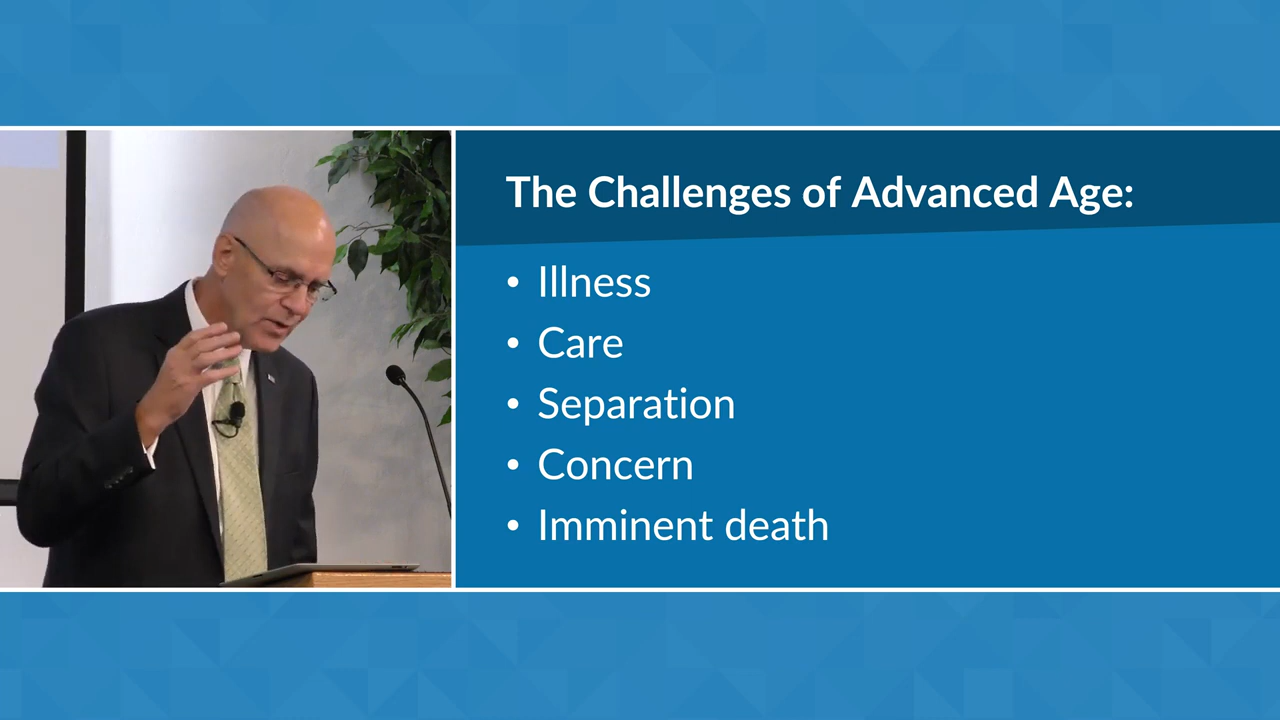 The Challenges of Advanced Age:
• Illness
• Care
• Separation
• Concern
• Imminent death